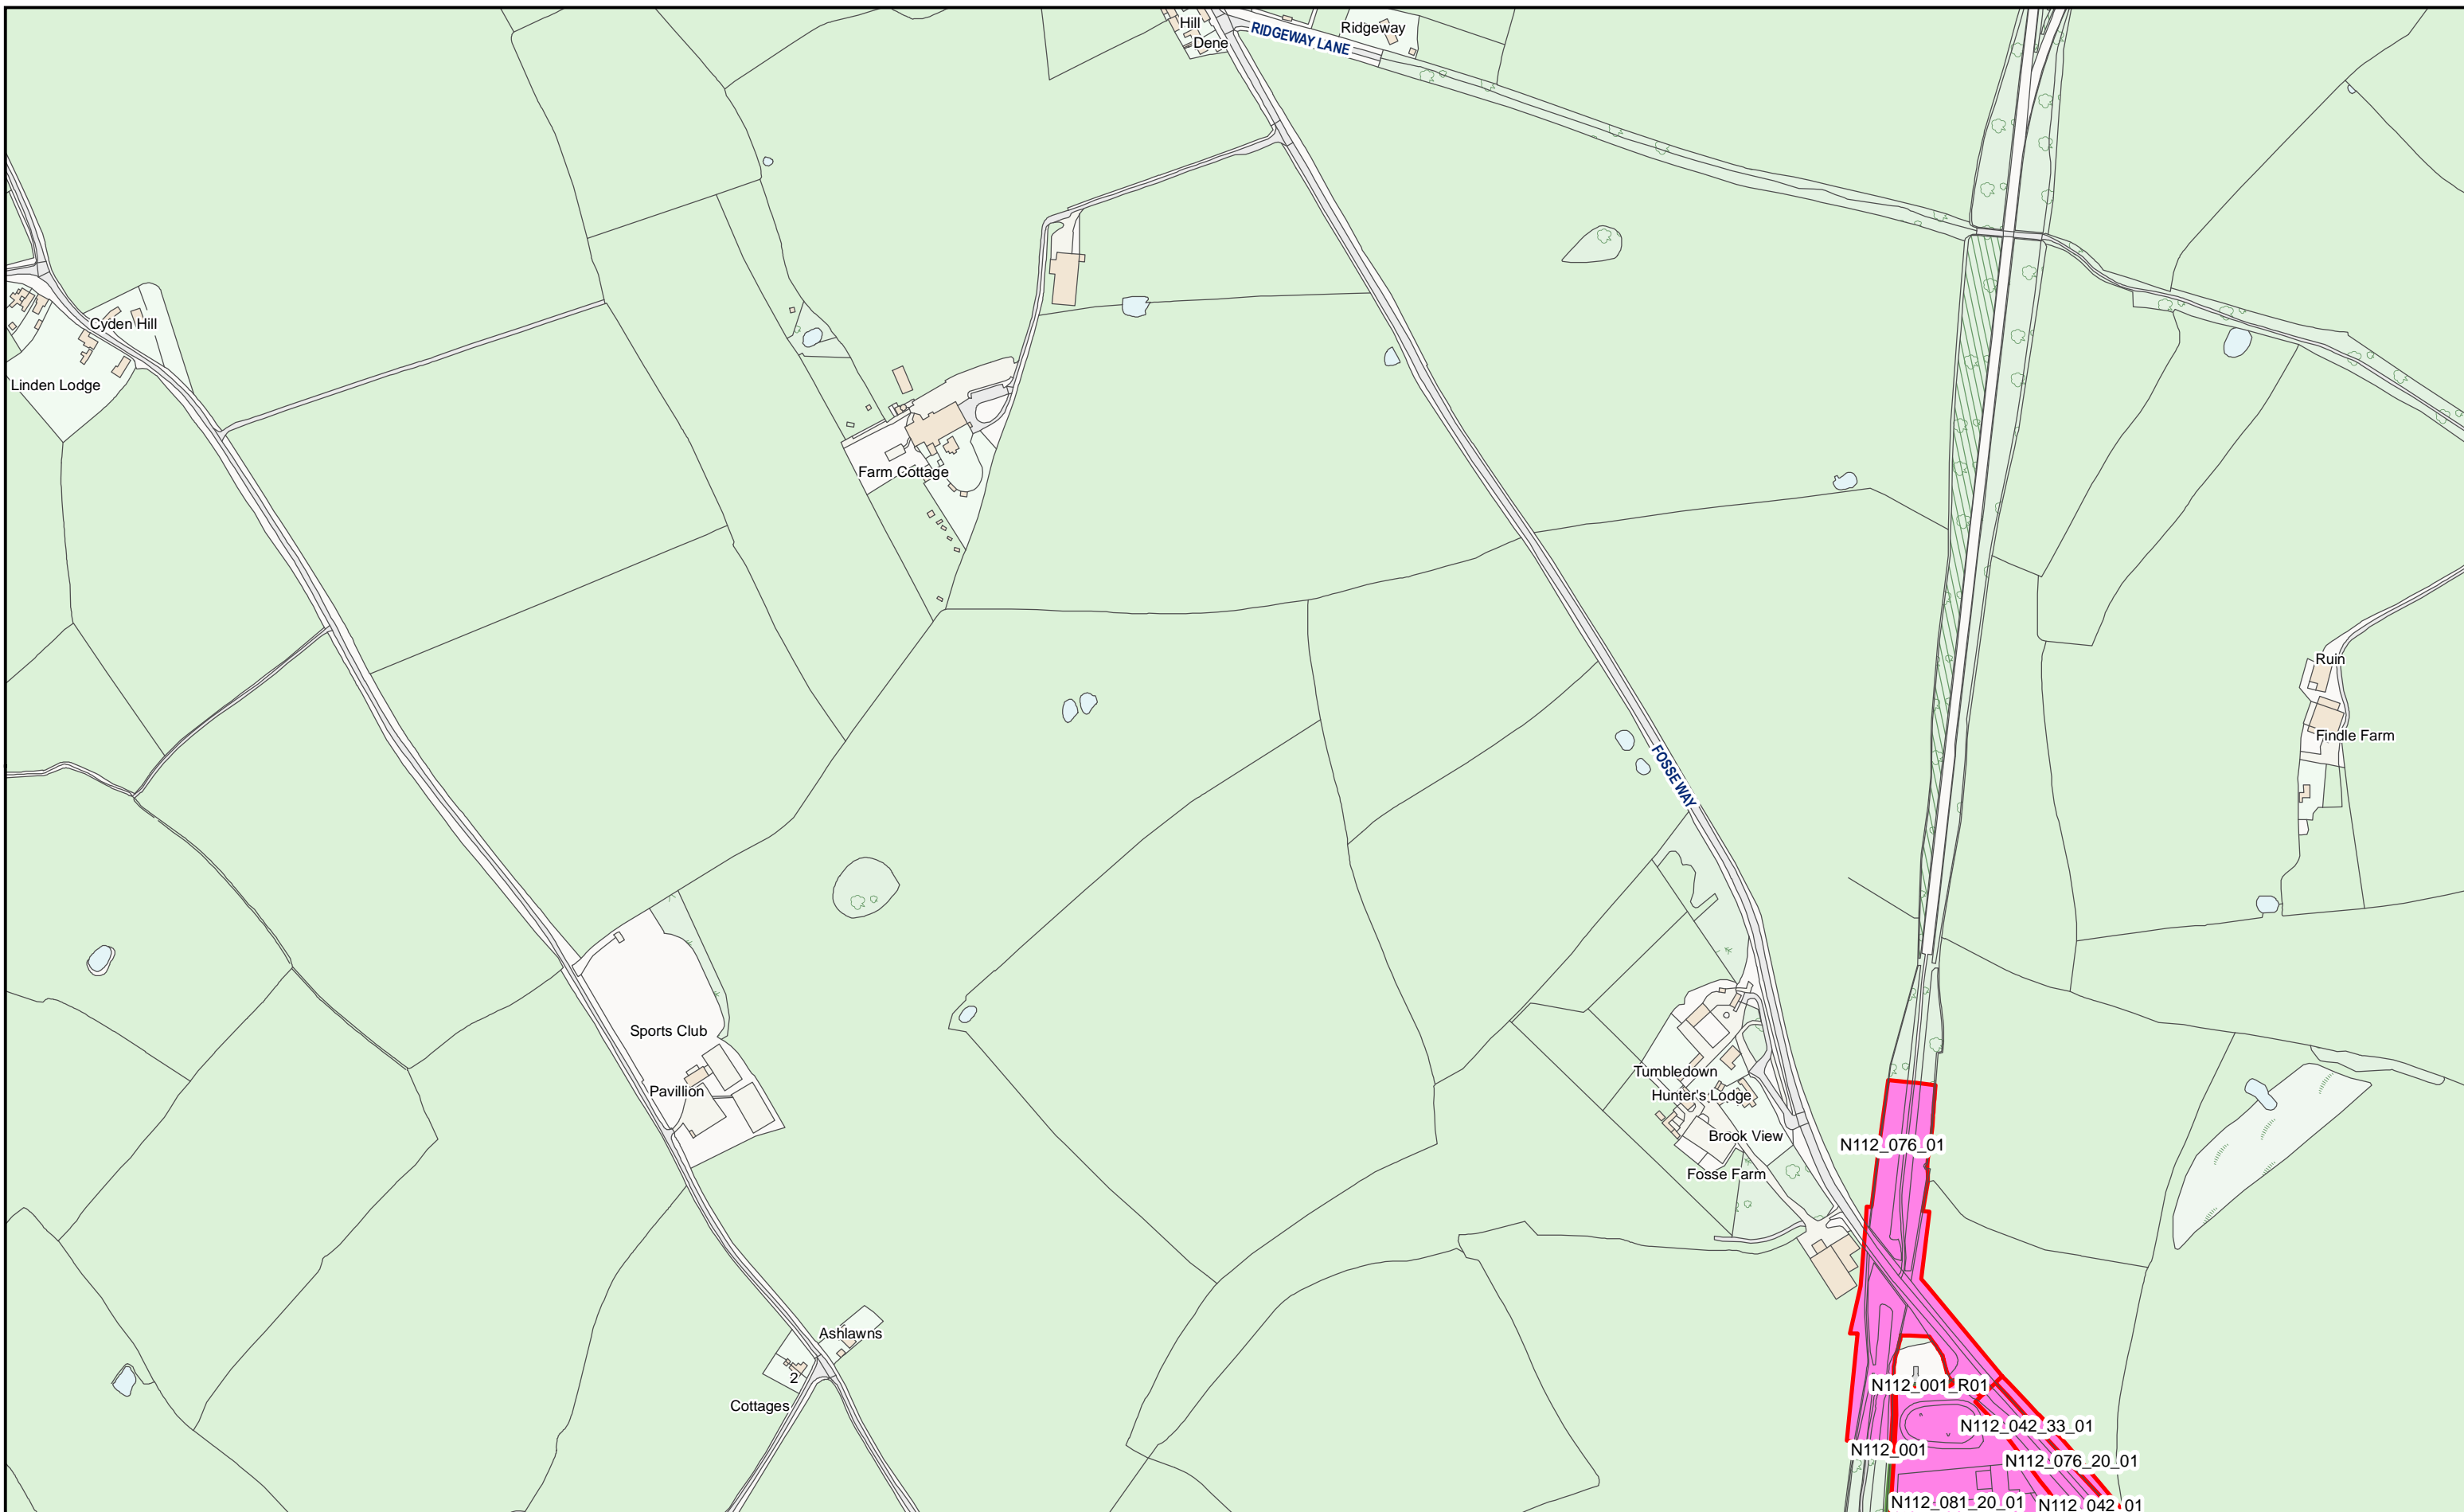 Hill
Dene
RIDGEWAY LANE
Ridgeway
Cyden Hill
Linden Lodge
Farm Cottage
Ruin
Findle Farm
FOSSE WAY
Sports Club
Pavillion
Tumbledown
Hunter's Lodge
Brook View
Fosse Farm
N112_076_01
Ashlawns
2
Cottages
N112_001_R01
N112_042_33_01
N112_001
N112_076_20_01
N112_081_20_01
N112_042_01